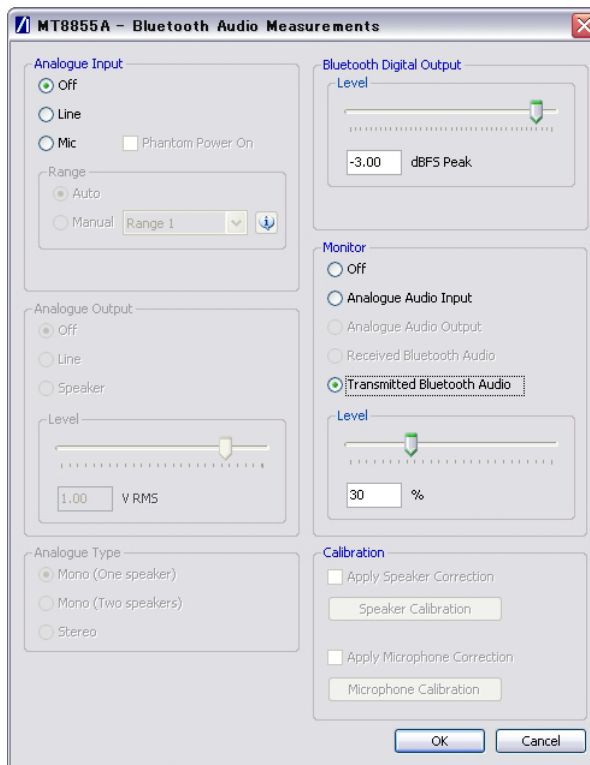 MT8855A - Bluetooth Audio Measurements
Analogue Input
Off
Line
Mic
Phantom Power On
Range
Auto
Manual
Range 1
Analogue Output
Off
Line
Speaker
Level
1.00
V RMS
Analogue Type
Mono (One speaker)
Mono (Two speakers)
Stereo
Bluetooth Digital Output
Level
-3.00
dBFS Peak
Monitor
Off
Analogue Audio Input
Analogue Audio Output
Received Bluetooth Audio
Transmitted Bluetooth Audio
Level
30
%
Calibration
Apply Speaker Correction
Speaker Calibration
Apply Microphone Correction
Microphone Calibration
OK
Cancel